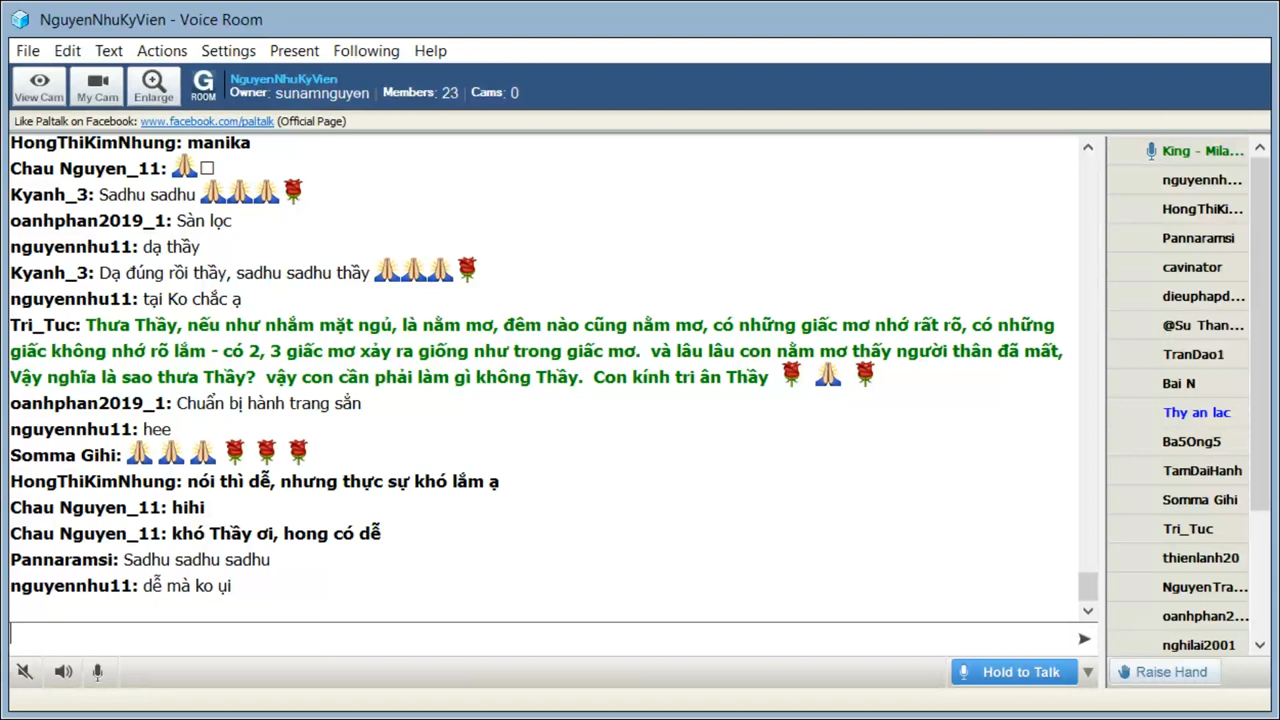 NguyenNhuKyVien - Voice Room
File Edit Text Actions Settings Present Following Help
View Cam My Cam Enlarge G ROOM
NguyenNhuKyVien
Owner: sunamnguyen | Members: 23 | Cams: 0
Like Paltalk on Facebook: www.facebook.com/paltalk (Official Page)
HongThiKimNhung: manika
Chau Nguyen_11: 🙏□
Kyanh_3: Sadhu sadhu 🙏🙏🙏🌹
oanhphan2019_1: Sàn lọc
nguyennhu11: dạ thầy
Kyanh_3: Dạ đúng rồi thầy, sadhu sadhu thầy 🙏🙏🙏🌹
nguyennhu11: tại Ko chắc ạ
Tri_Tuc: Thưa Thầy, nếu như nhắm mặt ngủ, là nằm mơ, đêm nào cũng nằm mơ, có những giấc mơ nhớ rất rõ, có những
giấc không nhớ rõ lắm - có 2, 3 giấc mơ xảy ra giống như trong giấc mơ. và lâu lâu con nằm mơ thấy người thân đã mất,
Vậy nghĩa là sao thưa Thầy? vậy con cần phải làm gì không Thầy. Con kính tri ân Thầy 🌹 🙏 🌹
oanhphan2019_1: Chuẩn bị hành trang sẳn
nguyennhu11: hee
Somma Gihi: 🙏 🙏 🙏 🌹 🌹 🌹
HongThiKimNhung: nói thì dễ, nhưng thực sự khó lắm ạ
Chau Nguyen_11: hihi
Chau Nguyen_11: khó Thầy ơi, hong có dễ
Pannaramsi: Sadhu sadhu sadhu
nguyennhu11: dễ mà ko ụi
King - Mila...
nguyennh...
HongThiKi...
Pannaramsi
cavinator
dieuphapd...
@Su Than...
TranDao1
Bai N
Thy an lac
Ba5Ong5
TamDaiHanh
Somma Gihi
Tri_Tuc
thienlanh20
NguyenTra...
oanhphan2...
nghilai2001
Hold to Talk
Raise Hand